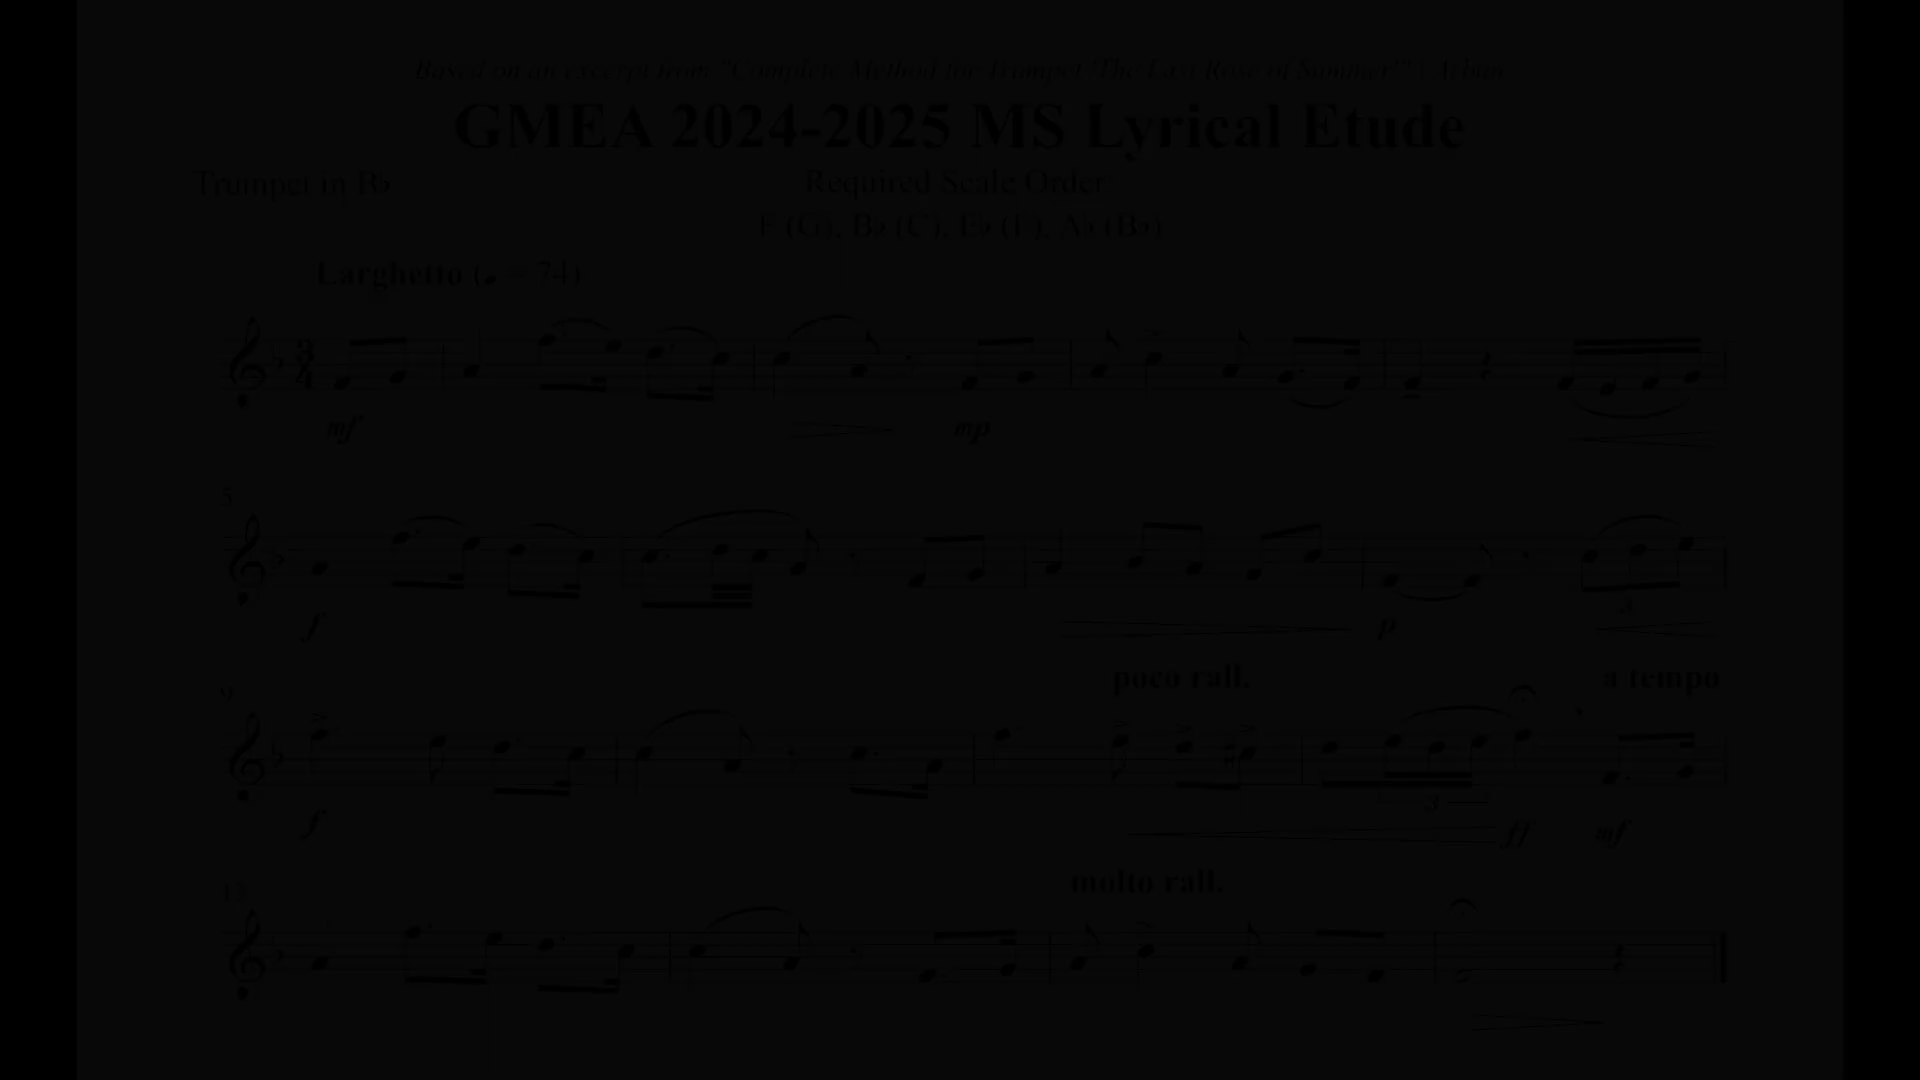 Based on an excerpt from "Complete Method for Trumpet 'The Last Rose of Summer'", Arban
GMEA 2024-2025 MS Lyrical Etude
Trumpet in B♭
Required Scale Order
F (G), B♭ (C), E♭ (F), A♭ (B♭)
Larghetto (♩ = 74)
3
4
mf
mp
5
f
p
3
poco rall.
a tempo
9
f
3
ff
mf
13
molto rall.